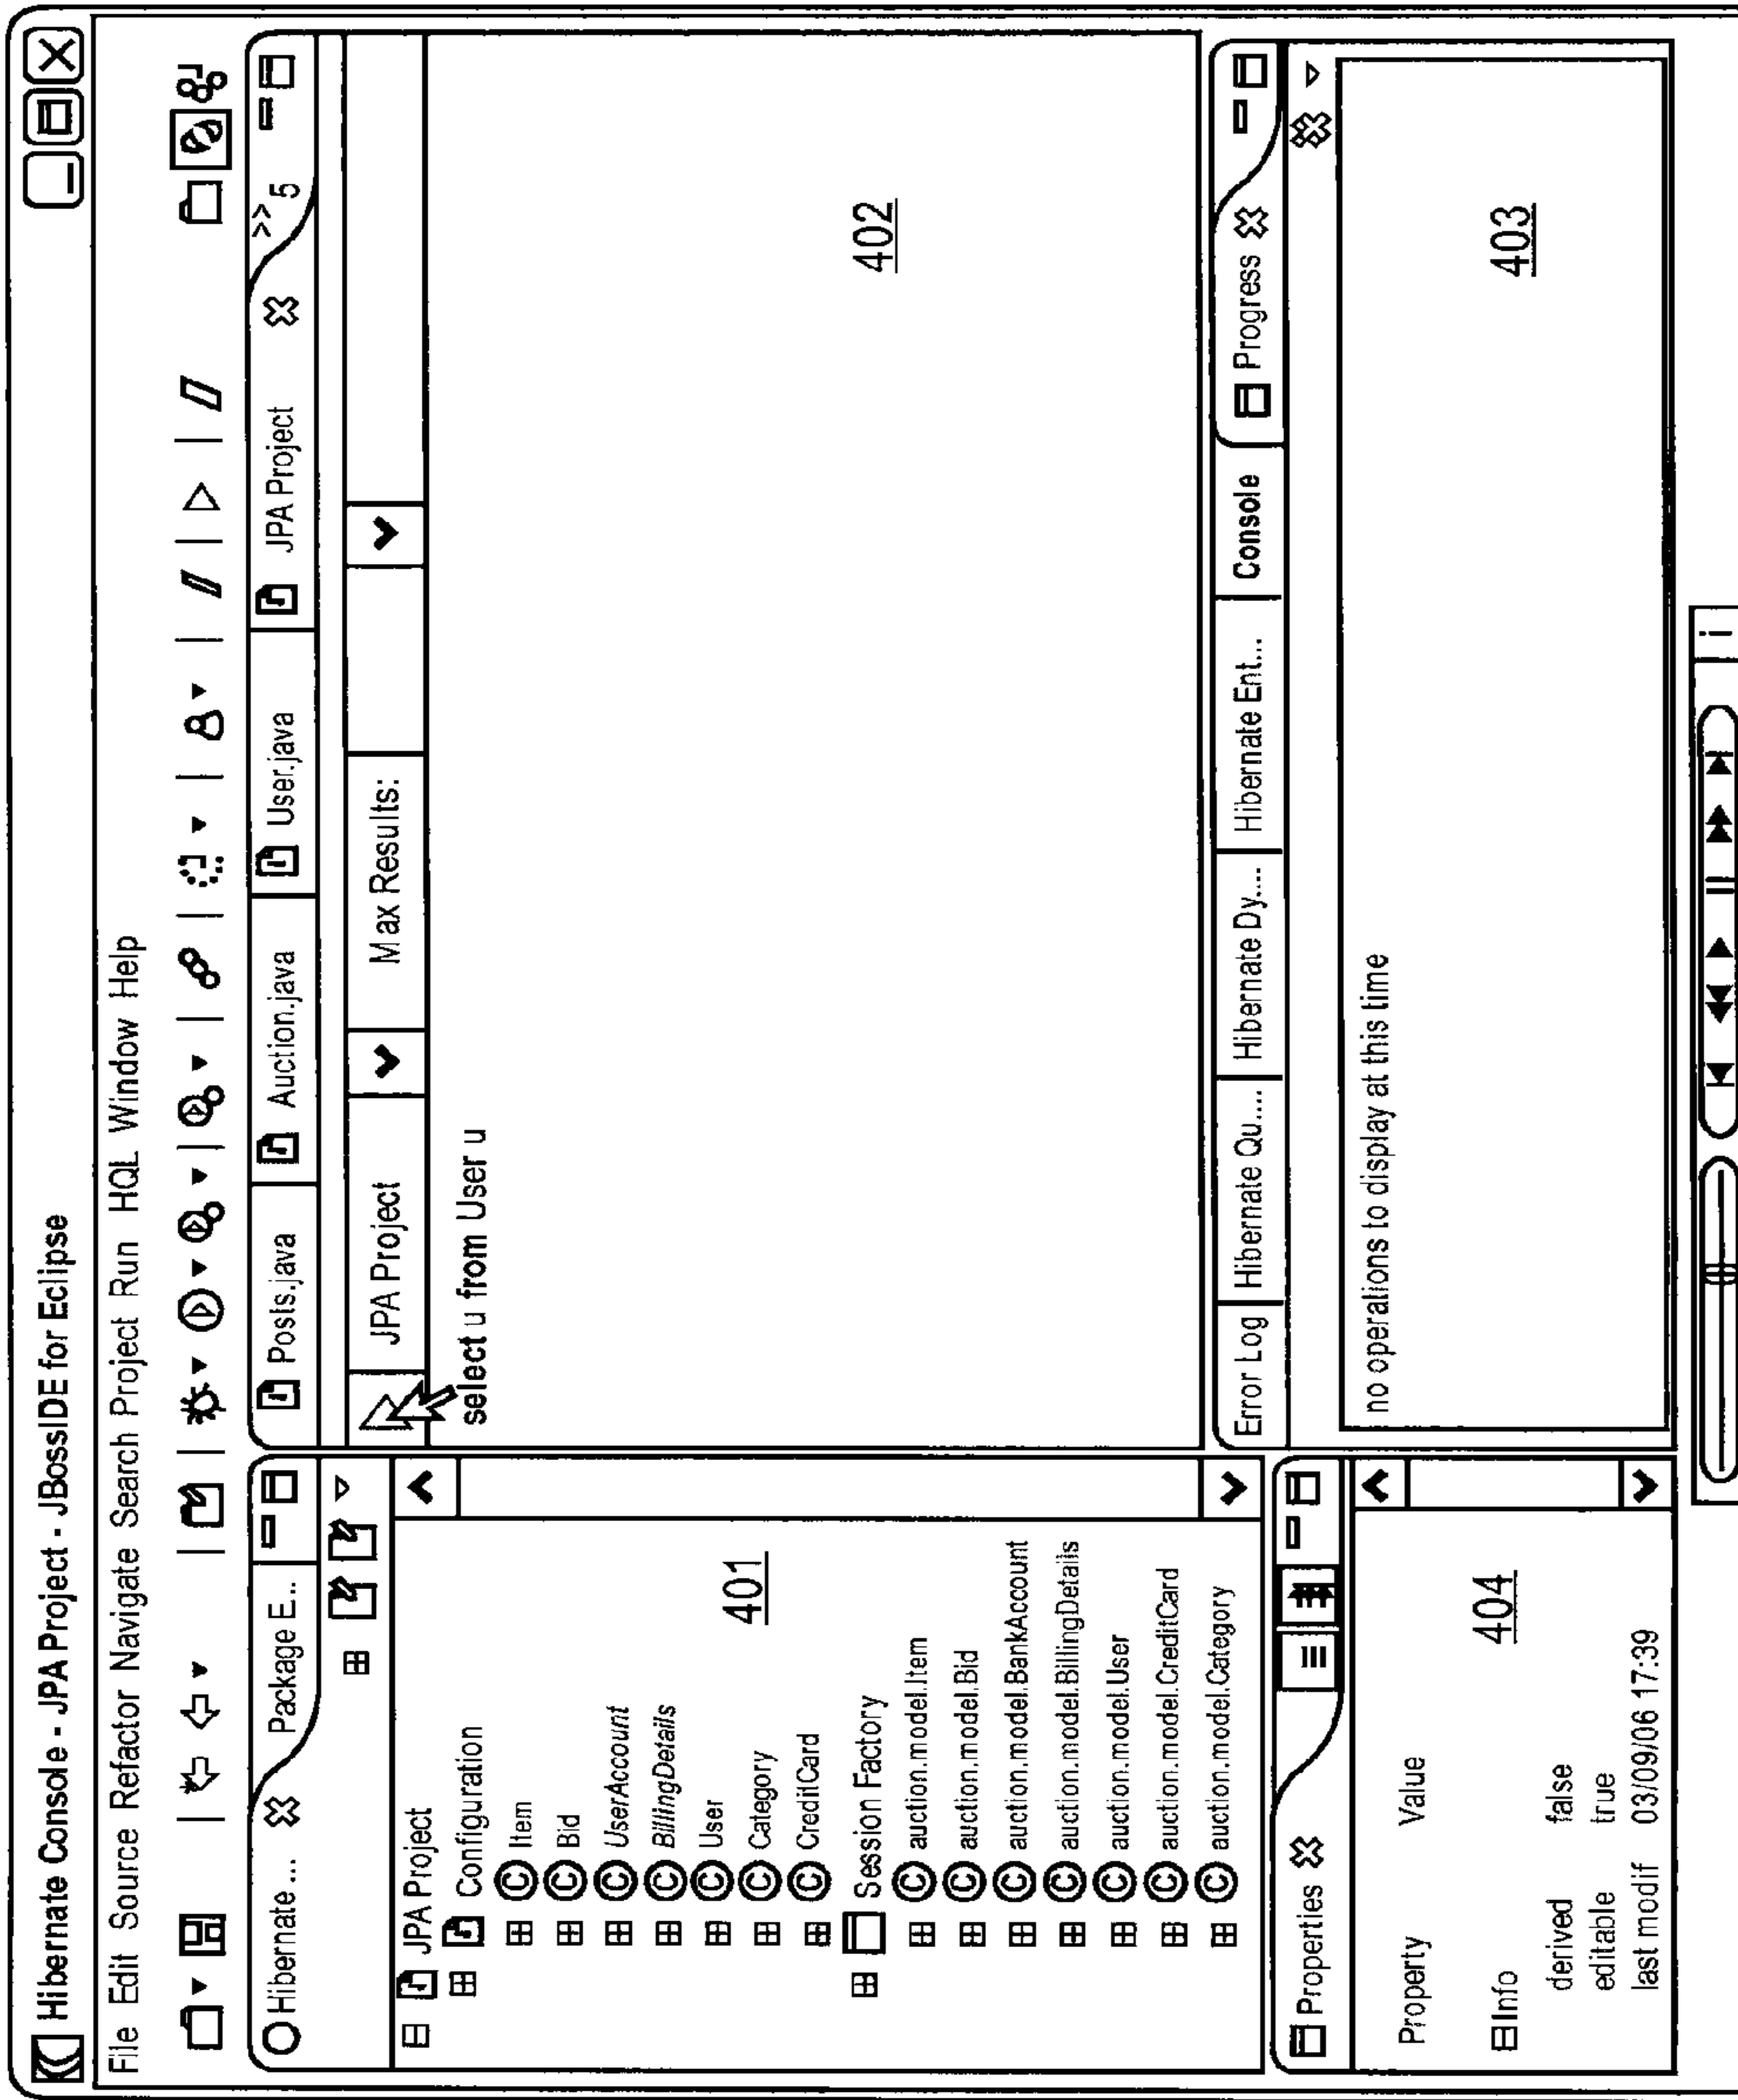 Hibernate Console - JPA Project - JBossIDE for Eclipse
File Edit Source Refactor Navigate Search Project Run HQL Window Help
Hibernate ... Package E..
JPA Project
Configuration
Item
Bid
UserAccount
BillingDetails
User
Category
CreditCard
Session Factory
auction.model.Item
auction.model.Bid
auction.model.BankAccount
auction.model.BillingDetails
auction.model.User
auction.model.CreditCard
auction.model.Category
401
Posts.java Auction.java User.java JPA Project >> 5
JPA Project Max Results:
select u from User u
402
Properties
Property Value
Info
derived false
editable true
last modif 03/09/06 17:39
404
Error Log Hibernate Qu.... Hibernate Dy.... Hibernate Ent... Console Progress
no operations to display at this time
403
i